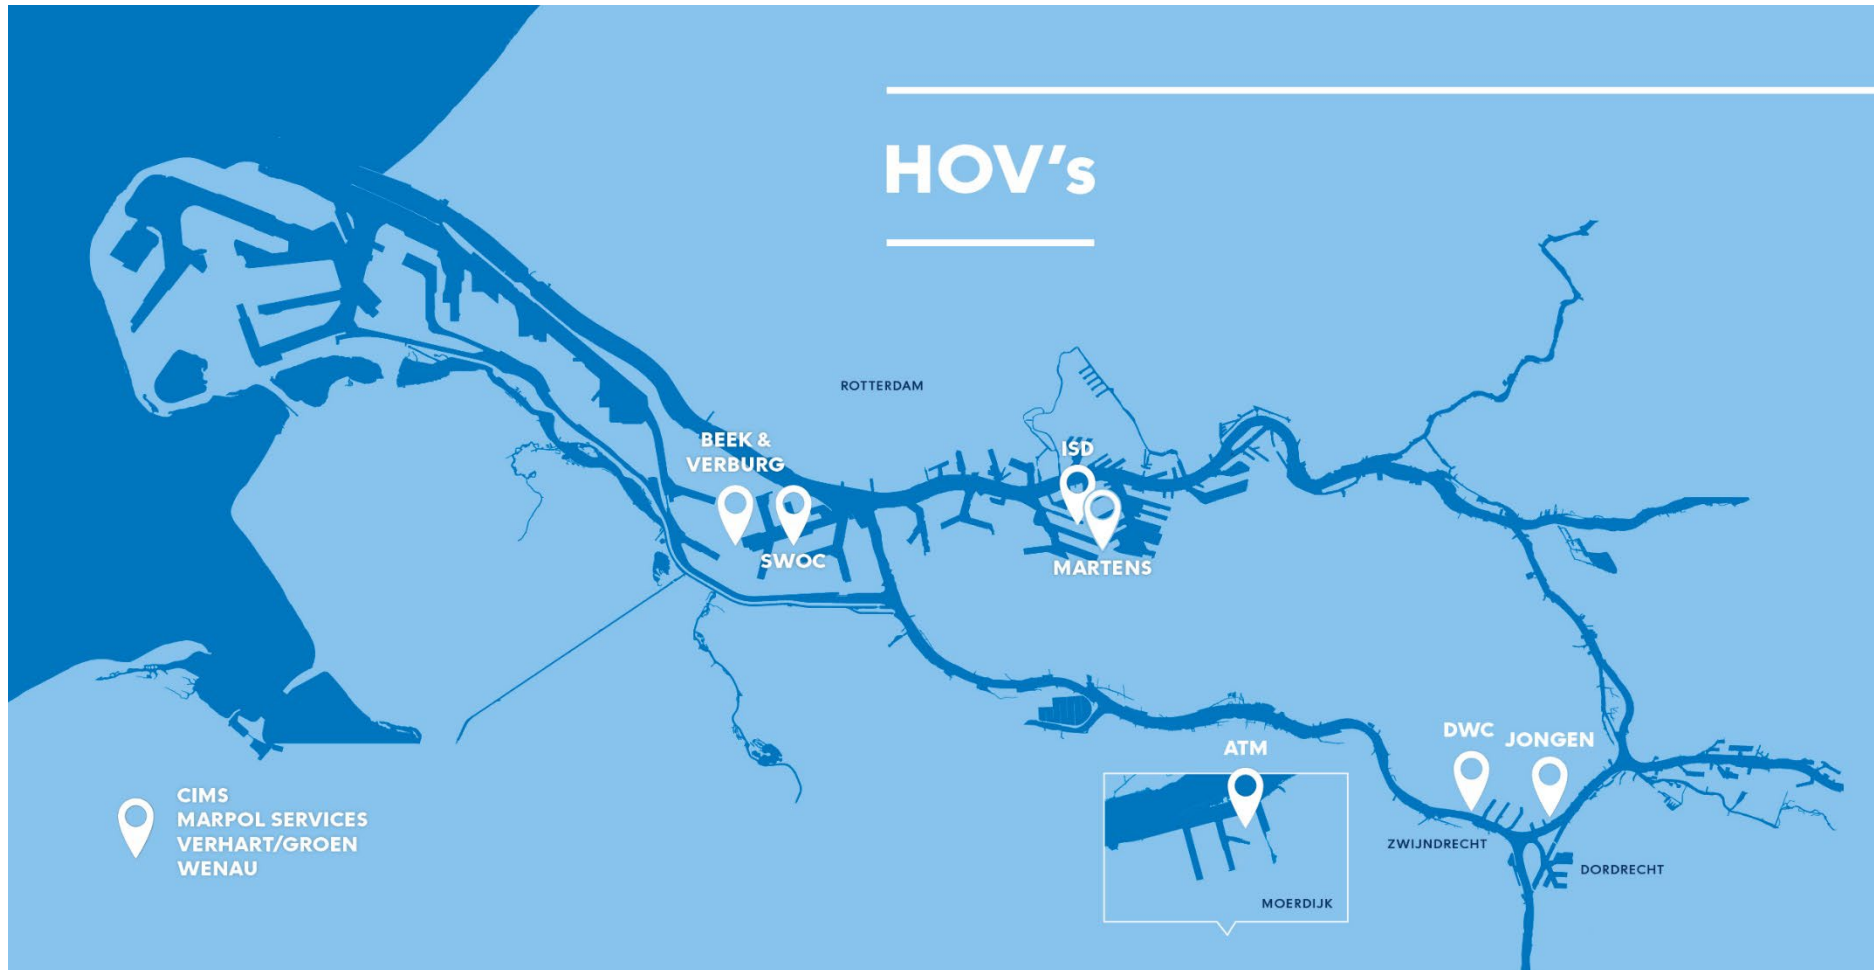 HOV's
ROTTERDAM
BEEK &
VERBURG
SWOC
ISD
MARTENS
ATM
DWC
JONGEN
CIMS
MARPOL SERVICES
VERHART/GROEN
WENAU
ZWIJNDRECHT
DORDRECHT
MOERDIJK